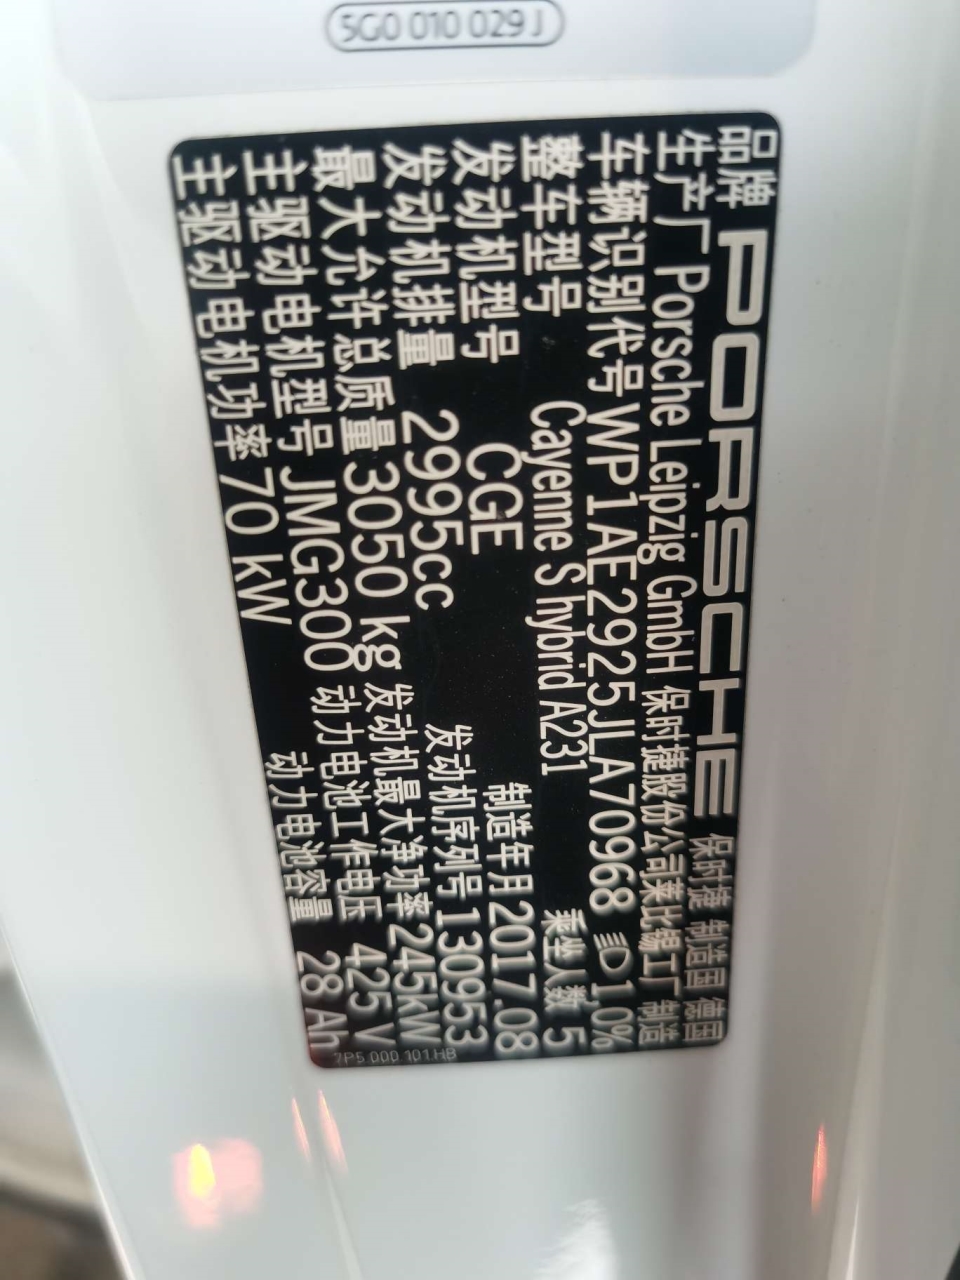 5G0 010 029 J
品牌 PORSCHE 保时捷 制造国 德国
生产厂 Porsche Leipzig GmbH 保时捷股份公司莱比锡工厂 制造
车辆识别代号 WP1AE2925JLA70968 1.0%
整车型号 Cayenne S hybrid A231 乘坐人数 5
发动机型号 CGE 制造年月 2017.08
发动机排量 2995cc 发动机序列号 130953
最大允许总质量 3050 kg 发动机最大净功率 245kW
主驱动电机型号 JMG300 动力电池工作电压 425 V
主驱动电机功率 70 kW 动力电池容量 28 Ah
7P5 000 101 HB